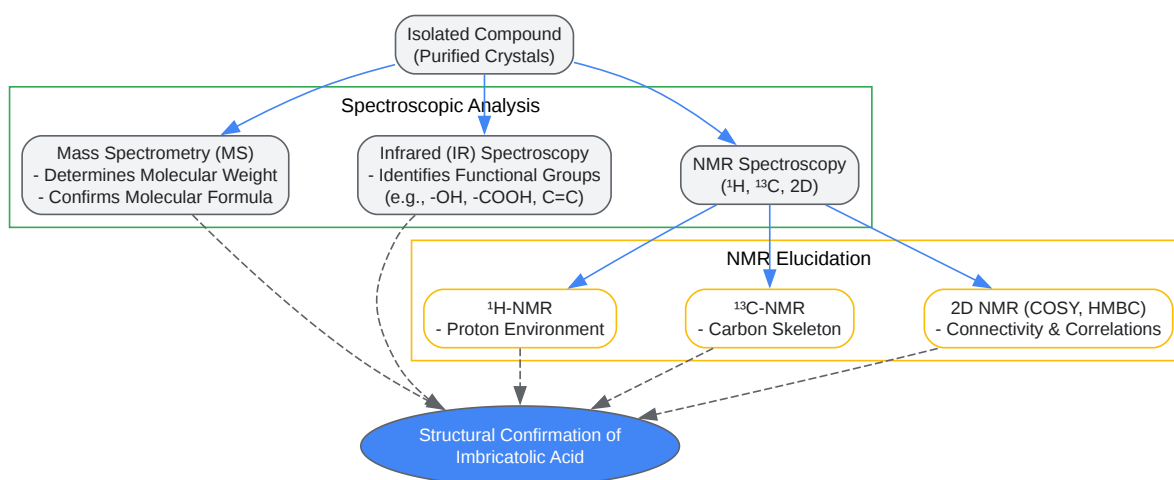 Isolated Compound
(Purified Crystals)
Spectroscopic Analysis
Mass Spectrometry (MS)
- Determines Molecular Weight
- Confirms Molecular Formula
Infrared (IR) Spectroscopy
- Identifies Functional Groups
(e.g., -OH, -COOH, C=C)
NMR Spectroscopy
(¹H, ¹³C, 2D)
NMR Elucidation
¹H-NMR
- Proton Environment
¹³C-NMR
- Carbon Skeleton
2D NMR (COSY, HMBC)
- Connectivity & Correlations
Structural Confirmation of
Imbricatolic Acid